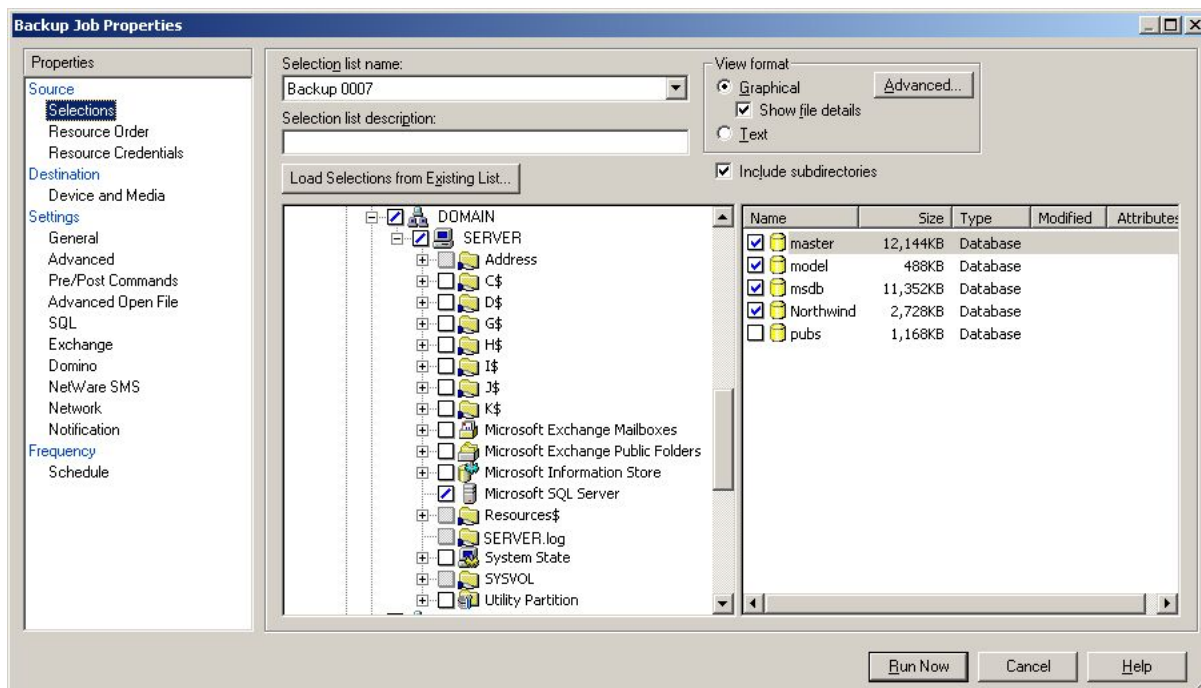 Backup Job Properties
Properties
Source
Selections
Resource Order
Resource Credentials
Destination
Device and Media
Settings
General
Advanced
Pre/Post Commands
Advanced Open File
SQL
Exchange
Domino
NetWare SMS
Network
Notification
Frequency
Schedule
Selection list name:
Backup 0007
Selection list description:
Load Selections from Existing List...
View format
Graphical
Advanced...
Show file details
Text
Include subdirectories
DOMAIN
SERVER
Address
C$
D$
G$
H$
I$
J$
K$
Microsoft Exchange Mailboxes
Microsoft Exchange Public Folders
Microsoft Information Store
Microsoft SQL Server
Resources$
SERVER.log
System State
SYSVOL
Utility Partition
Name Size Type Modified Attributes
master 12,144KB Database
model 488KB Database
msdb 11,352KB Database
Northwind 2,728KB Database
pubs 1,168KB Database
Run Now Cancel Help